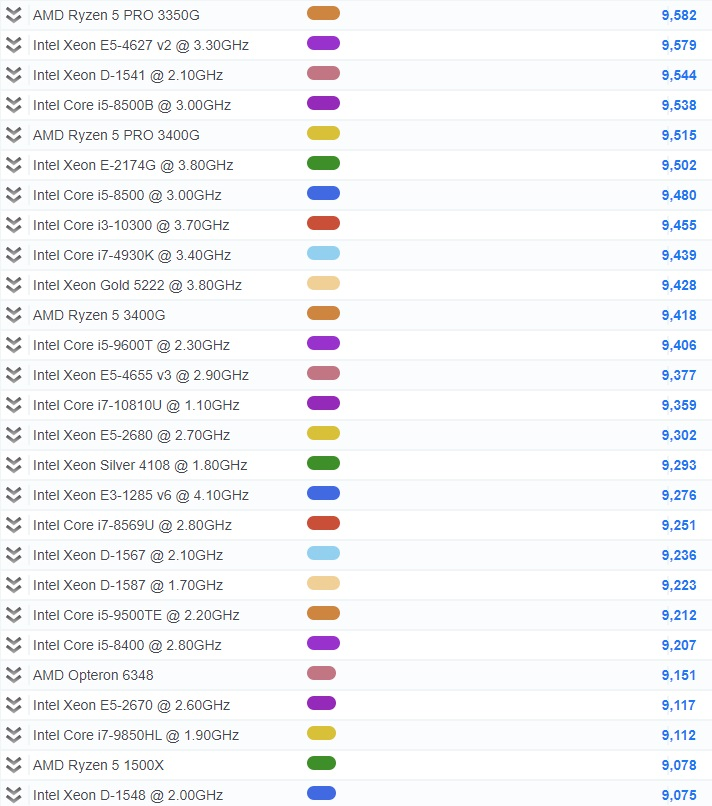 AMD Ryzen 5 PRO 3350G 9,582
Intel Xeon E5-4627 v2 @ 3.30GHz 9,579
Intel Xeon D-1541 @ 2.10GHz 9,544
Intel Core i5-8500B @ 3.00GHz 9,538
AMD Ryzen 5 PRO 3400G 9,515
Intel Xeon E-2174G @ 3.80GHz 9,502
Intel Core i5-8500 @ 3.00GHz 9,480
Intel Core i3-10300 @ 3.70GHz 9,455
Intel Core i7-4930K @ 3.40GHz 9,439
Intel Xeon Gold 5222 @ 3.80GHz 9,428
AMD Ryzen 5 3400G 9,418
Intel Core i5-9600T @ 2.30GHz 9,406
Intel Xeon E5-4655 v3 @ 2.90GHz 9,377
Intel Core i7-10810U @ 1.10GHz 9,359
Intel Xeon E5-2680 @ 2.70GHz 9,302
Intel Xeon Silver 4108 @ 1.80GHz 9,293
Intel Xeon E3-1285 v6 @ 4.10GHz 9,276
Intel Core i7-8569U @ 2.80GHz 9,251
Intel Xeon D-1567 @ 2.10GHz 9,236
Intel Xeon D-1587 @ 1.70GHz 9,223
Intel Core i5-9500TE @ 2.20GHz 9,212
Intel Core i5-8400 @ 2.80GHz 9,207
AMD Opteron 6348 9,151
Intel Xeon E5-2670 @ 2.60GHz 9,117
Intel Core i7-9850HL @ 1.90GHz 9,112
AMD Ryzen 5 1500X 9,078
Intel Xeon D-1548 @ 2.00GHz 9,075